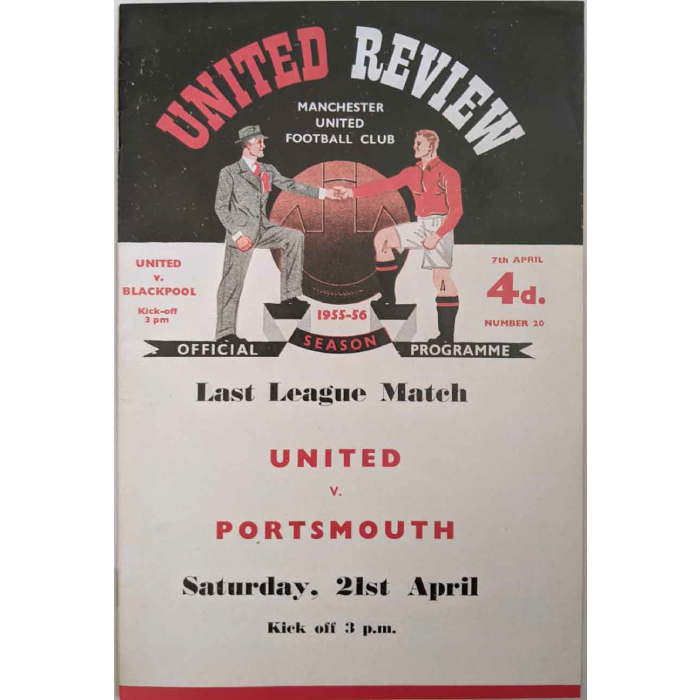 UNITED REVIEW
MANCHESTER
UNITED
FOOTBALL CLUB
UNITED
v.
BLACKPOOL
Kick-off
3 pm
7th APRIL
4d.
NUMBER 20
1955-56
OFFICIAL SEASON PROGRAMME
Last League Match
UNITED
v.
PORTSMOUTH
Saturday, 21st April
Kick off 3 p.m.